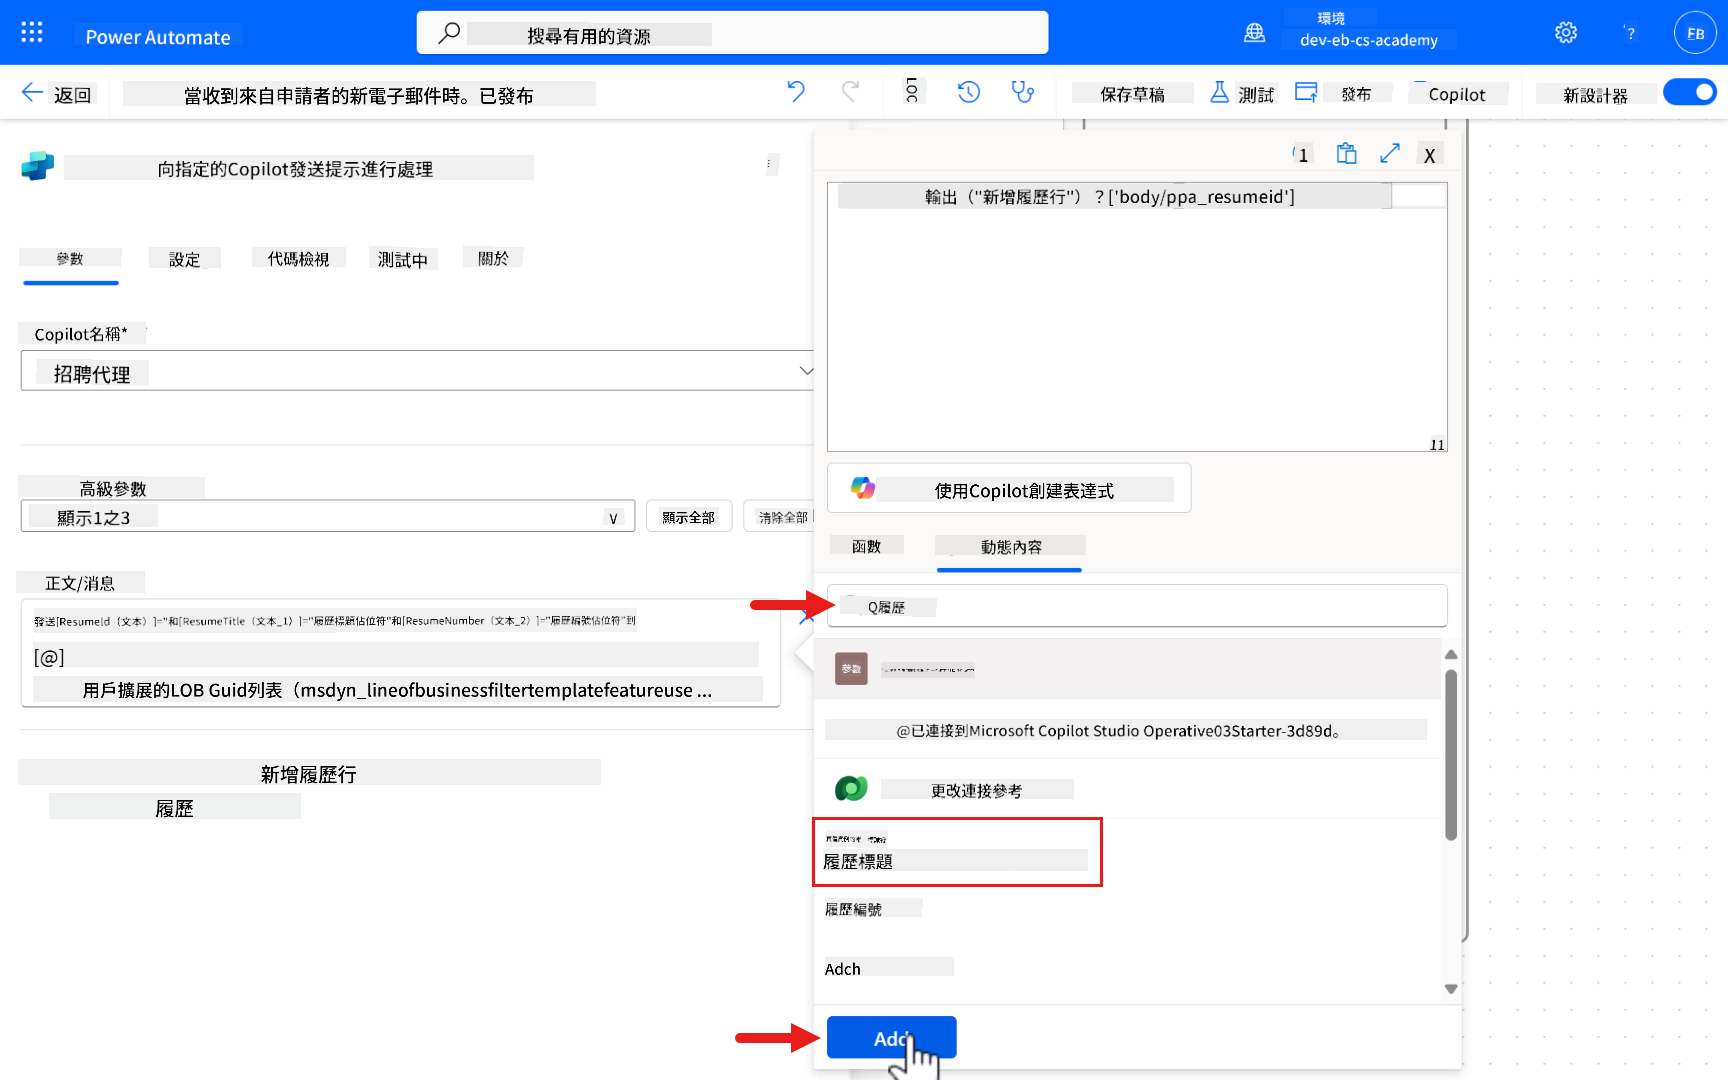 Power Automate
搜尋有用的資源
環境
dev-eb-cs-academy
?
FB
返回
當收到來自申請者的新電子郵件時。已發布
保存草稿
測試
發布
Copilot
新設計器
向指定的Copilot發送提示進行處理
參數
設定
代碼檢視
測試中
關於
Copilot名稱*
招聘代理
高級參數
顯示1之3
v
顯示全部
清除全部
正文/消息
發送[ResumeId（文本）]="和[ResumeTitle（文本_1）]="履歷標題佔位符"和[ResumeNumber（文本_2）]="履歷編號佔位符"到
[@]
用戶擴展的LOB Guid列表（msdyn_lineofbusinessfiltertemplatefeatureuse ...
新增履歷行
履歷
1
X
輸出（"新增履歷行"）？['body/ppa_resumeid']
11
使用Copilot創建表達式
函數
動態內容
Q履歷
參數
@已連接到Microsoft Copilot Studio Operative03Starter-3d89d。
更改連接參考
履歷標題
履歷編號
Adch
Add